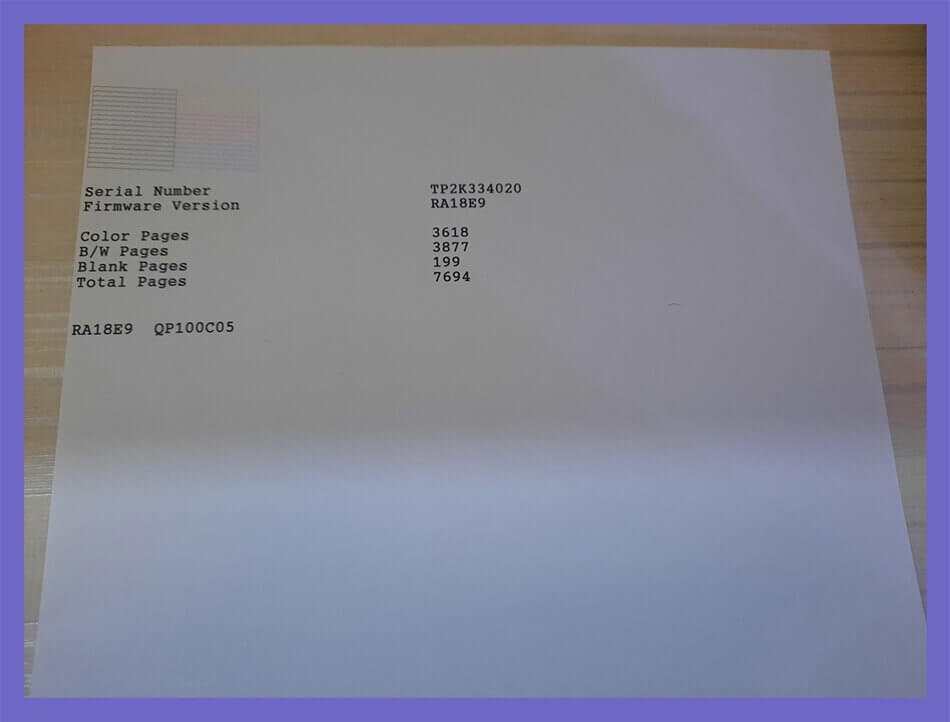 Serial Number TP2K334020
Firmware Version RA18E9
Color Pages 3618
B/W Pages 3877
Blank Pages 199
Total Pages 7694
RA18E9 QP100C05